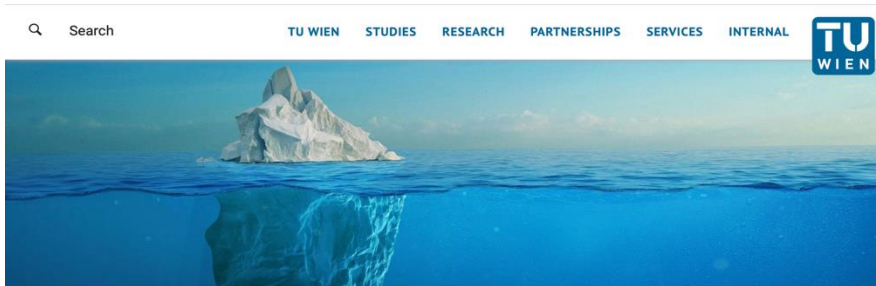 Search TU WIEN STUDIES RESEARCH PARTNERSHIPS SERVICES INTERNAL
TU
WIEN